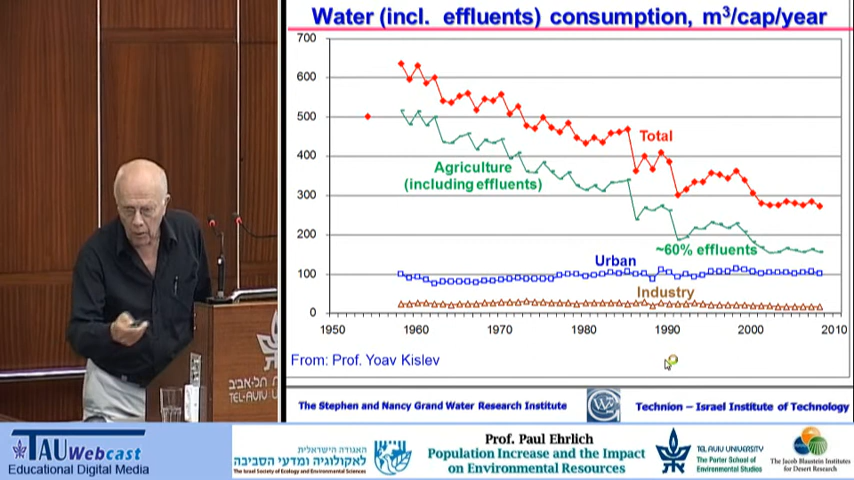 Water (incl. effluents) consumption, m³/cap/year
700
600
500
400
300
200
100
0
Total
Agriculture
(including effluents)
~60% effluents
Urban
Industry
1950
1960
1970
1980
1990
2000
2010
From: Prof. Yoav Kislev
The Stephen and Nancy Grand Water Research Institute
Technion – Israel Institute of Technology
אוניברסיטת תל-אביב
TEL-AVIV UN
TAU Webcast
Educational Digital Media
האגודה הישראלית
לאקולוגיה ומדעי הסביבה
The Israel Society of Ecology and Environmental Sciences
Prof. Paul Ehrlich
Population Increase and the Impact
on Environmental Resources
TEL AVIV UNIVERSITY
The Porter School of
Environmental Studies
The Jacob Blaustein Institutes
for Desert Research